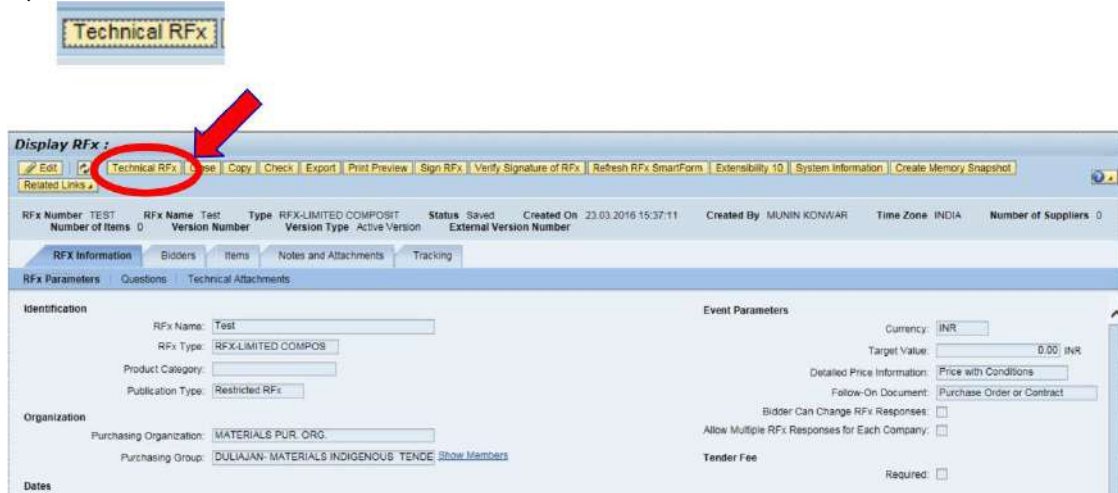 Technical RFx
Display RFx :
Edit Technical RFx Close Copy Check Export Print Preview Sign RFx Verify Signature of RFx Refresh RFx SmartForm Extensibility 10 System Information Create Memory Snapshot
Related Links
RFx Number TEST RFx Name Test Type RFX-LIMITED COMPOSIT Status Saved Created On 23.03.2016 15:37:11 Created By MUNIN KONWAR Time Zone INDIA Number of Suppliers 0
Number of Items 0 Version Number Version Type Active Version External Version Number
RFX Information Bidders Items Notes and Attachments Tracking
RFx Parameters Questions Technical Attachments
Identification Event Parameters
RFx Name: Test Currency: INR
RFx Type: RFX-LIMITED COMPOS Target Value: 0.00 INR
Product Category: Detailed Price Information: Price with Conditions
Publication Type: Restricted RFx Follow-On Document: Purchase Order or Contract
Organization Bidder Can Change RFx Responses:
Purchasing Organization: MATERIALS PUR. ORG. Allow Multiple RFx Responses for Each Company:
Purchasing Group: DULIAJAN- MATERIALS INDIGENOUS TENDE Show Members Tender Fee
Required:
Dates